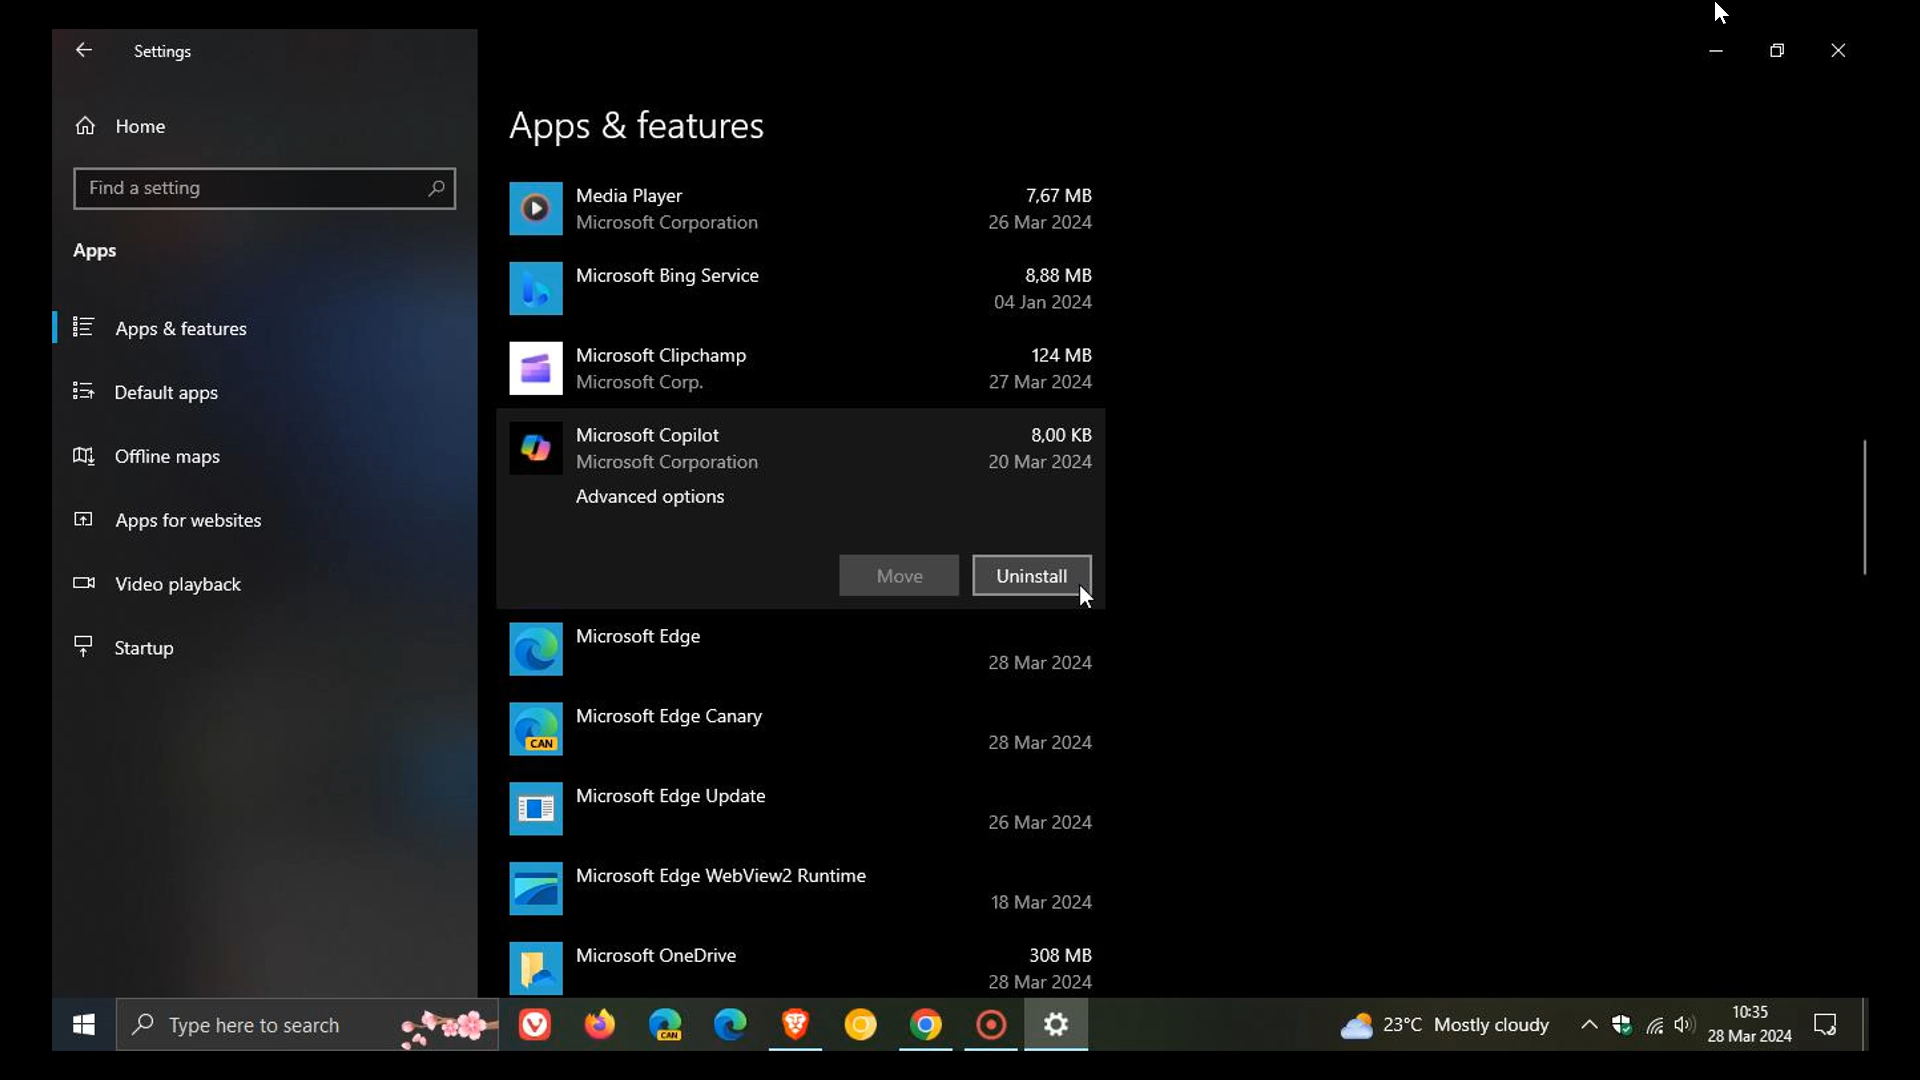 Settings
Home
Find a setting
Apps
Apps & features
Default apps
Offline maps
Apps for websites
Video playback
Startup
Apps & features
Media Player 7,67 MB
Microsoft Corporation 26 Mar 2024
Microsoft Bing Service 8,88 MB
04 Jan 2024
Microsoft Clipchamp 124 MB
Microsoft Corp. 27 Mar 2024
Microsoft Copilot 8,00 KB
Microsoft Corporation 20 Mar 2024
Advanced options
Move Uninstall
Microsoft Edge
28 Mar 2024
Microsoft Edge Canary
CAN
28 Mar 2024
Microsoft Edge Update
26 Mar 2024
Microsoft Edge WebView2 Runtime
18 Mar 2024
Microsoft OneDrive 308 MB
28 Mar 2024
Type here to search
CAN
23°C Mostly cloudy
10:35
28 Mar 2024